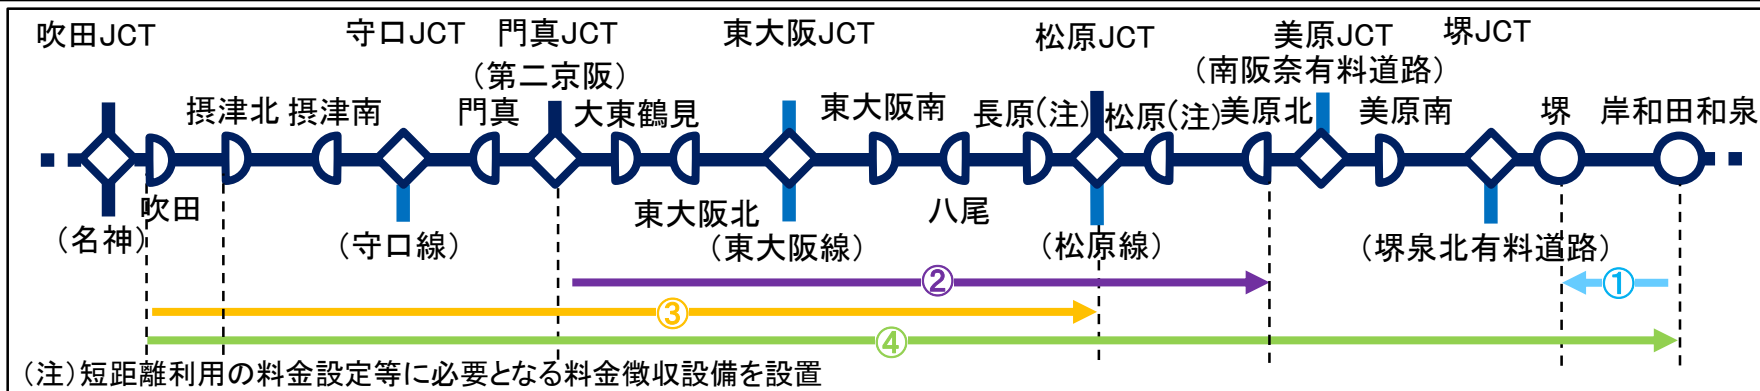 吹田JCT 守口JCT 門真JCT 東大阪JCT 松原JCT 美原JCT 堺JCT
(第二京阪) (南阪奈有料道路)
摂津北 摂津南 門真 大東鶴見 東大阪南 長原(注) 松原(注) 美原北 美原南 堺 岸和田和泉
吹田 東大阪北 八尾
(名神) (守口線) (東大阪線) (松原線) (堺泉北有料道路)
② ①
③
④
(注)短距離利用の料金設定等に必要となる料金徴収設備を設置